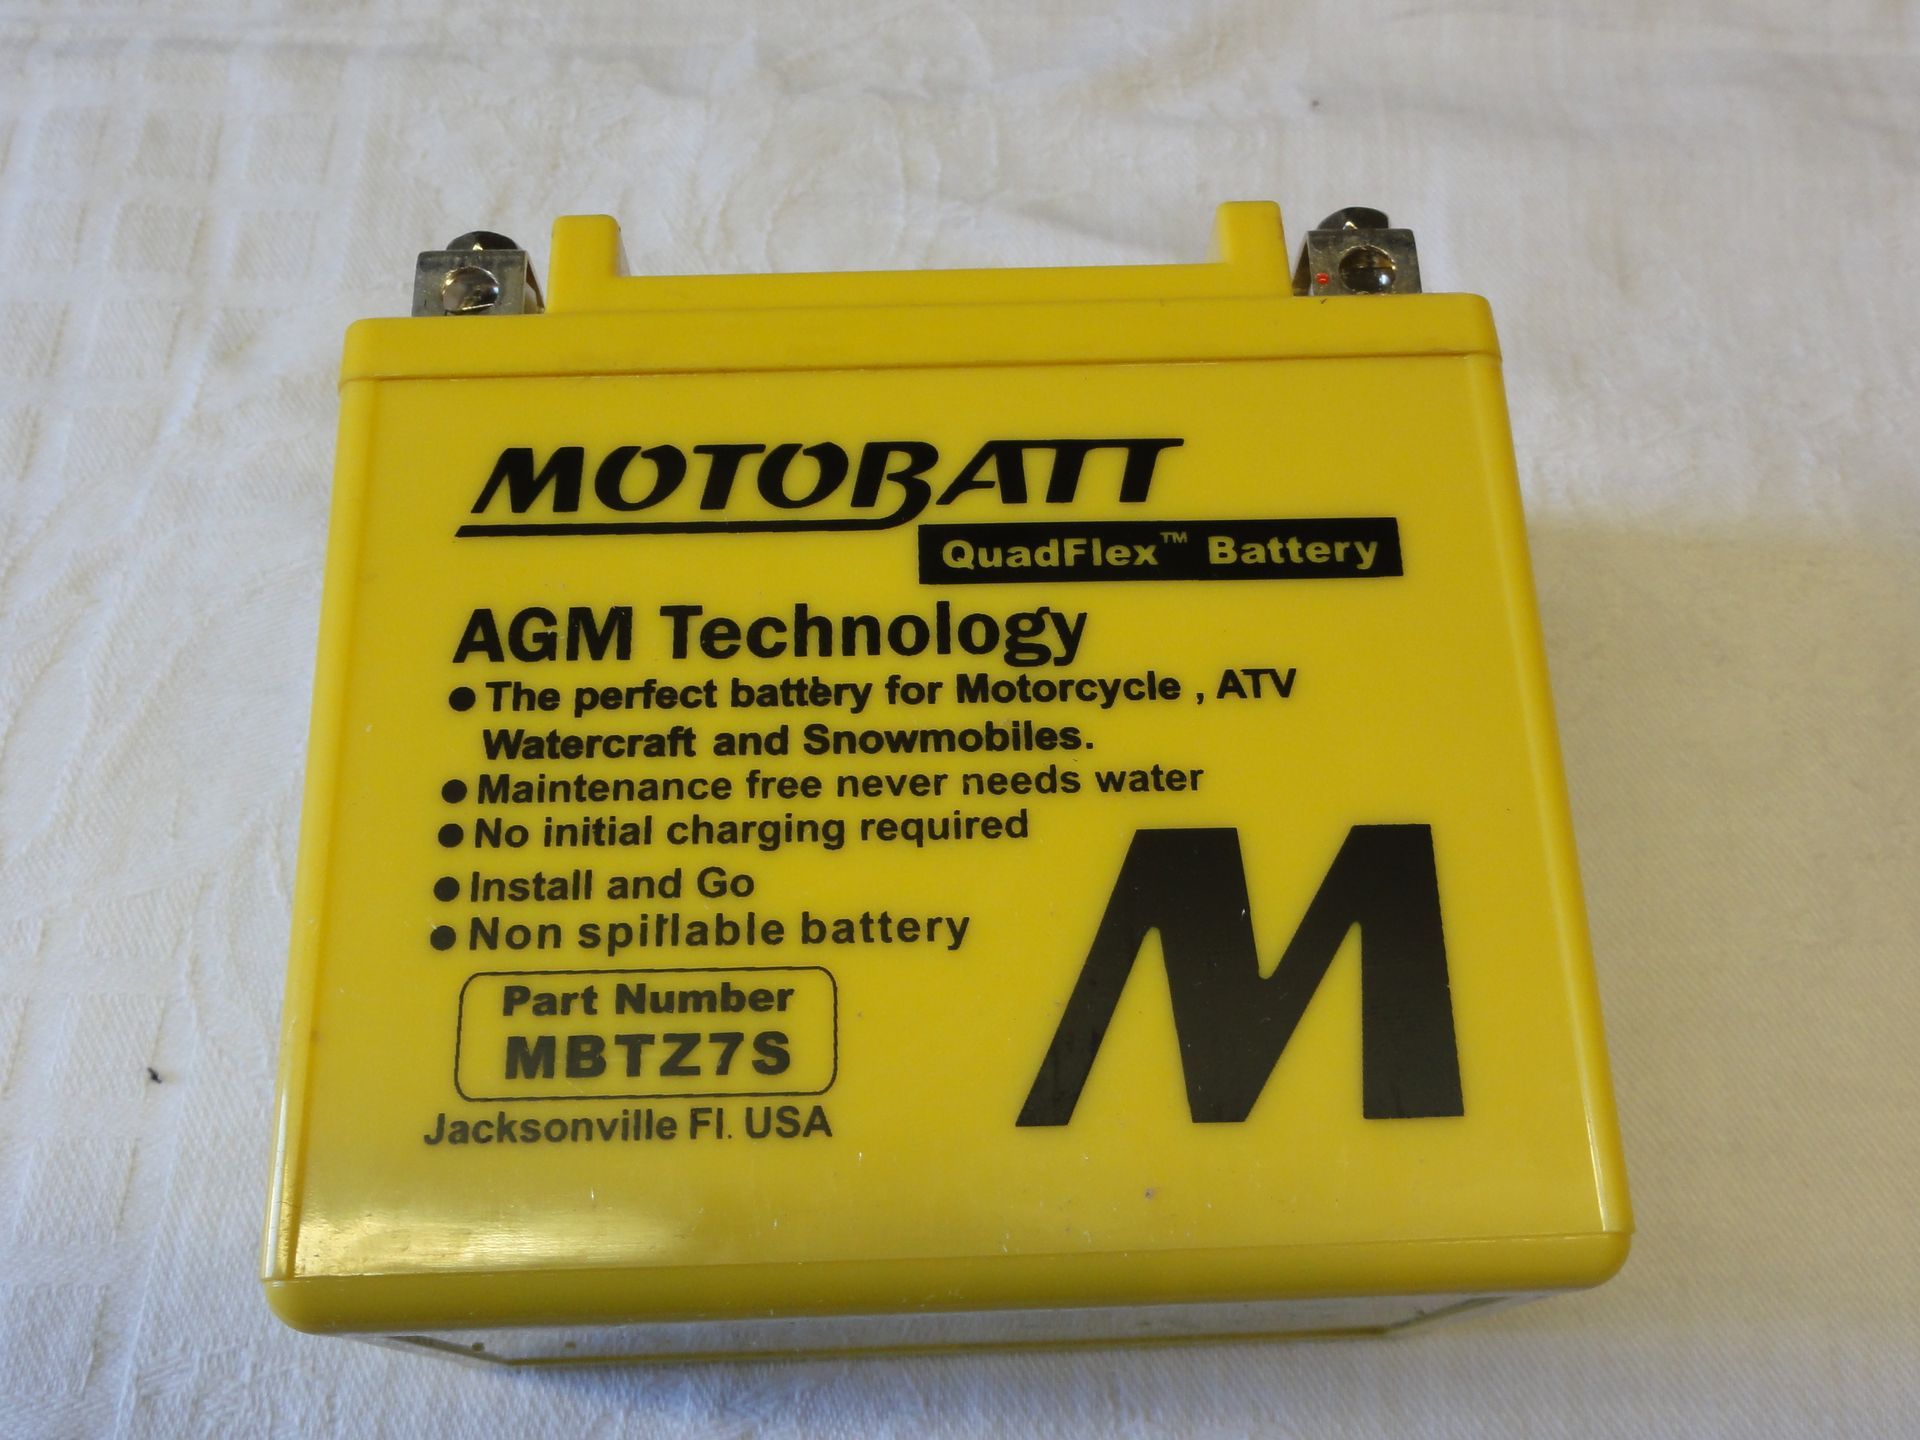 MOTOBATT
QuadFlex™ Battery
AGM Technology
● The perfect battery for Motorcycle , ATV
Watercraft and Snowmobiles.
● Maintenance free never needs water
● No initial charging required
● Install and Go
● Non spillable battery
Part Number
MBTZ7S
Jacksonville Fl. USA
M